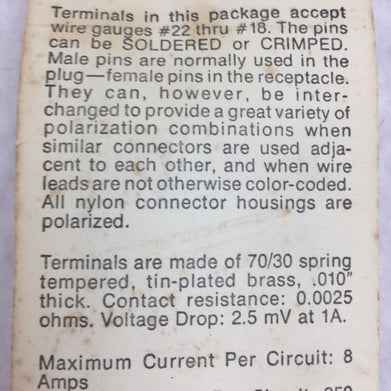 Terminals in this package accept
wire gauges #22 thru #18. The pins
can be SOLDERED or CRIMPED.
Male pins are normally used in the
plug—female pins in the receptacle.
They can, however, be inter-
changed to provide a great variety of
polarization combinations when
similar connectors are used adja-
cent to each other, and when wire
leads are not otherwise color-coded.
All nylon connector housings are
polarized.
Terminals are made of 70/30 spring
tempered, tin-plated brass, .010"
thick. Contact resistance: 0.0025
ohms. Voltage Drop: 2.5 mV at 1A.
Maximum Current Per Circuit: 8
Amps